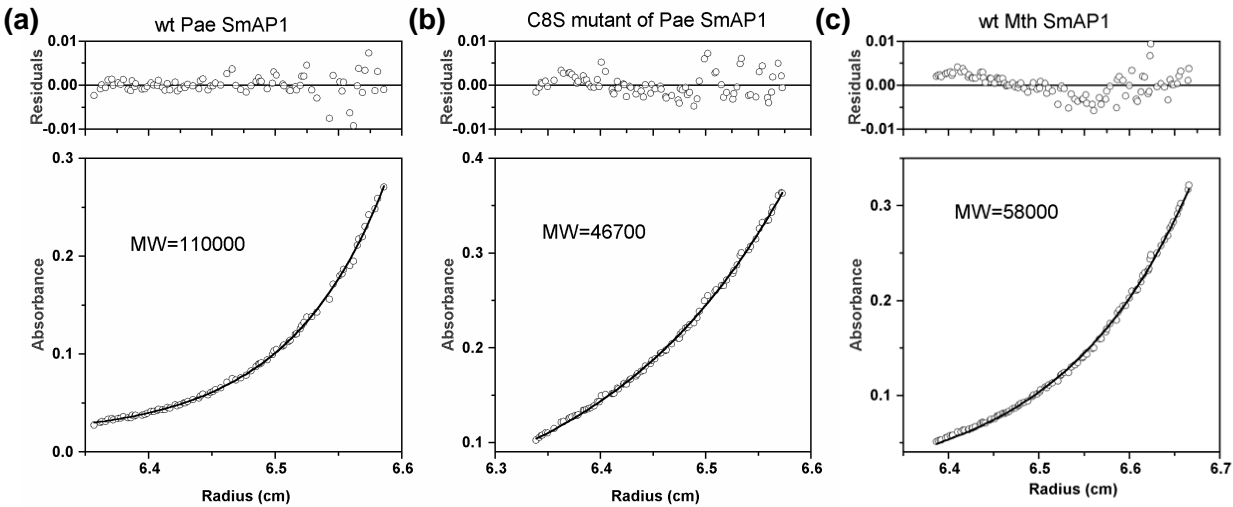 (a)
wt Pae SmAP1
0.01
0.00
-0.01
Residuals
0.3
0.2
0.1
0.0
Absorbance
MW=110000
6.4
6.5
6.6
Radius (cm)
(b)
C8S mutant of Pae SmAP1
0.01
0.00
-0.01
Residuals
0.4
0.3
0.2
0.1
Absorbance
MW=46700
6.3
6.4
6.5
6.6
Radius (cm)
(c)
wt Mth SmAP1
0.01
0.00
-0.01
Residuals
0.3
0.2
0.1
Absorbance
MW=58000
6.4
6.5
6.6
6.7
Radius (cm)